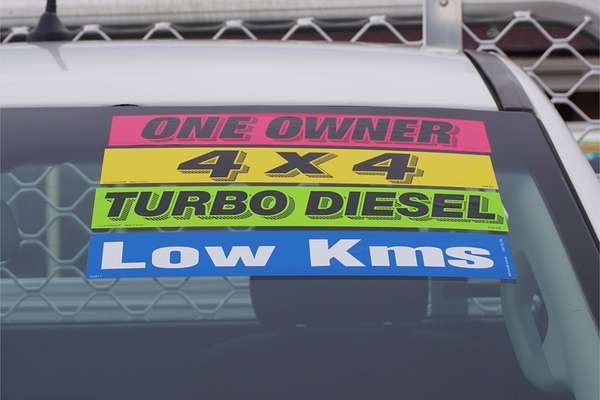 ONE OWNER
4 x 4
TURBO DIESEL
Low Kms